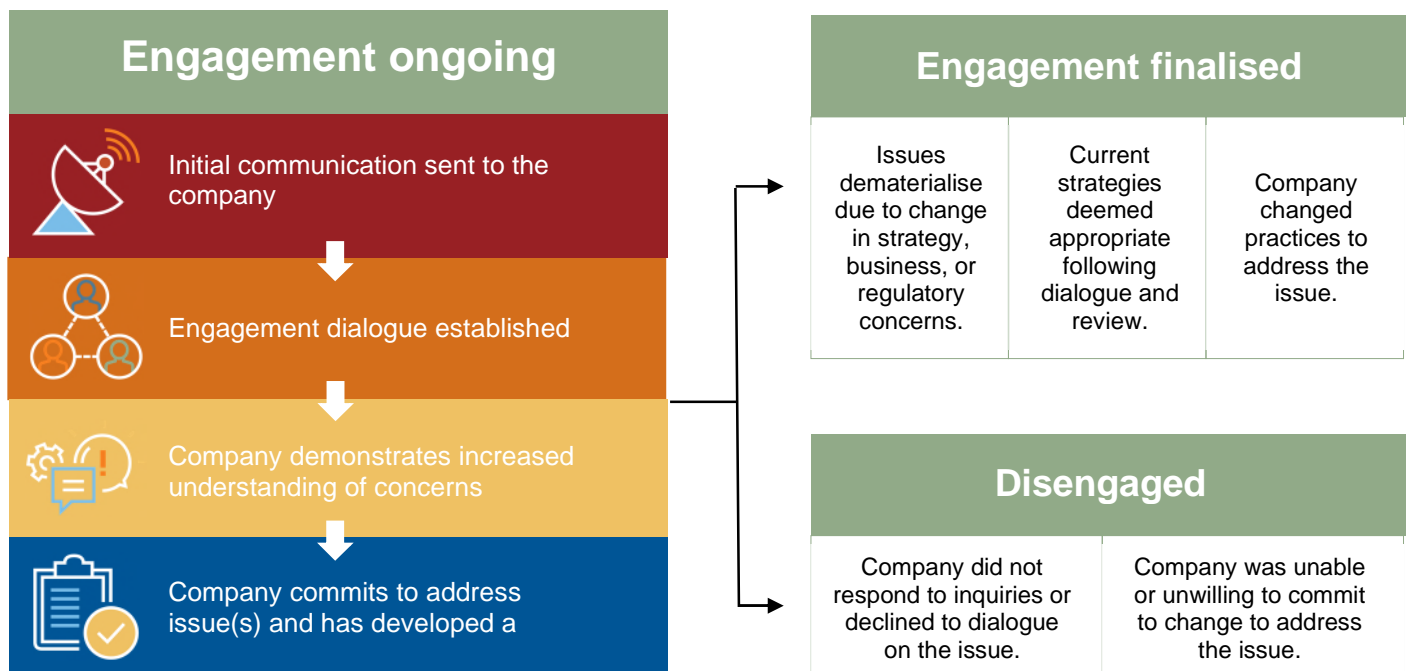 Engagement ongoing
Initial communication sent to the
company
Engagement dialogue established
Company demonstrates increased
understanding of concerns
Company commits to address
issue(s) and has developed a
Engagement finalised
Issues
dematerialise
due to change
in strategy,
business, or
regulatory
concerns.
Current
strategies
deemed
appropriate
following
dialogue and
review.
Company
changed
practices to
address the
issue.
Disengaged
Company did not
respond to inquiries or
declined to dialogue
on the issue.
Company was unable
or unwilling to commit
to change to address
the issue.